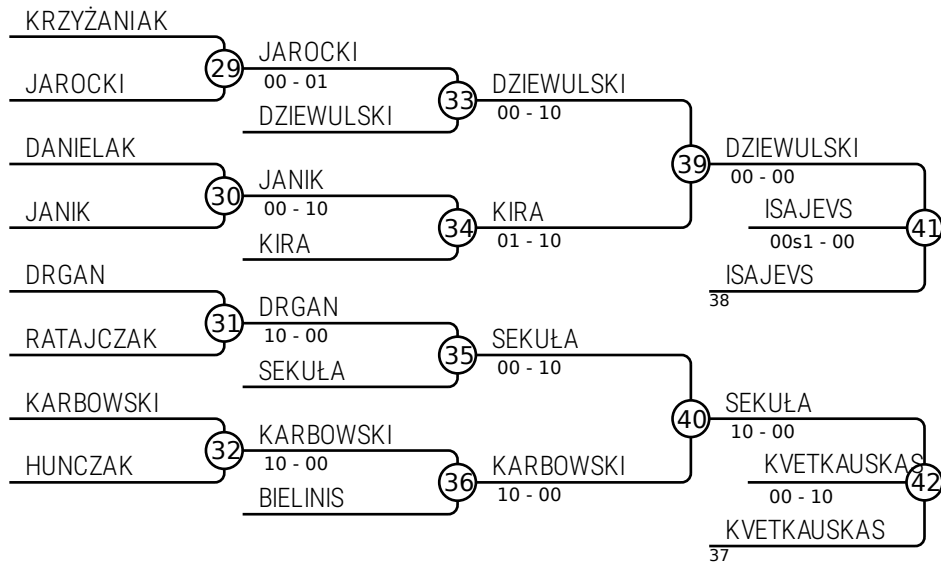 KRZYŻANIAK
29
JAROCKI
00 - 01
JAROCKI
33
DZIEWULSKI
00 - 10
DZIEWULSKI
DANIELAK
39
DZIEWULSKI
00 - 00
30
JANIK
00 - 10
JANIK
34
KIRA
01 - 10
KIRA
ISAJEVS
00s1 - 00
41
ISAJEVS
38
DRGAN
31
DRGAN
10 - 00
RATAJCZAK
35
SEKUŁA
00 - 10
SEKUŁA
KARBOWSKI
40
SEKUŁA
10 - 00
32
KARBOWSKI
10 - 00
HUNCZAK
36
KARBOWSKI
10 - 00
BIELINIS
KVETKAUSKAS
00 - 10
42
KVETKAUSKAS
37